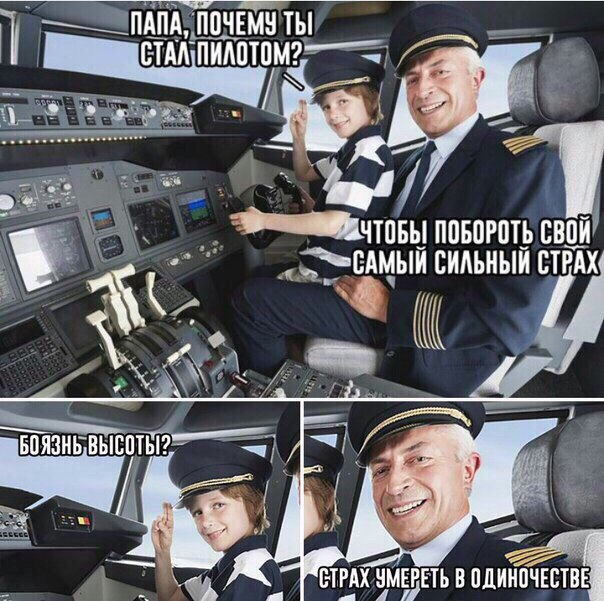 ПАПА, ПОЧЕМУ ТЫ
СТАЛ ПИЛОТОМ?
ЧТОБЫ ПОБОРОТЬ СВОЙ
САМЫЙ СИЛЬНЫЙ СТРАХ
БОЯЗНЬ ВЫСОТЫ?
СТРАХ УМЕРЕТЬ В ОДИНОЧЕСТВЕ